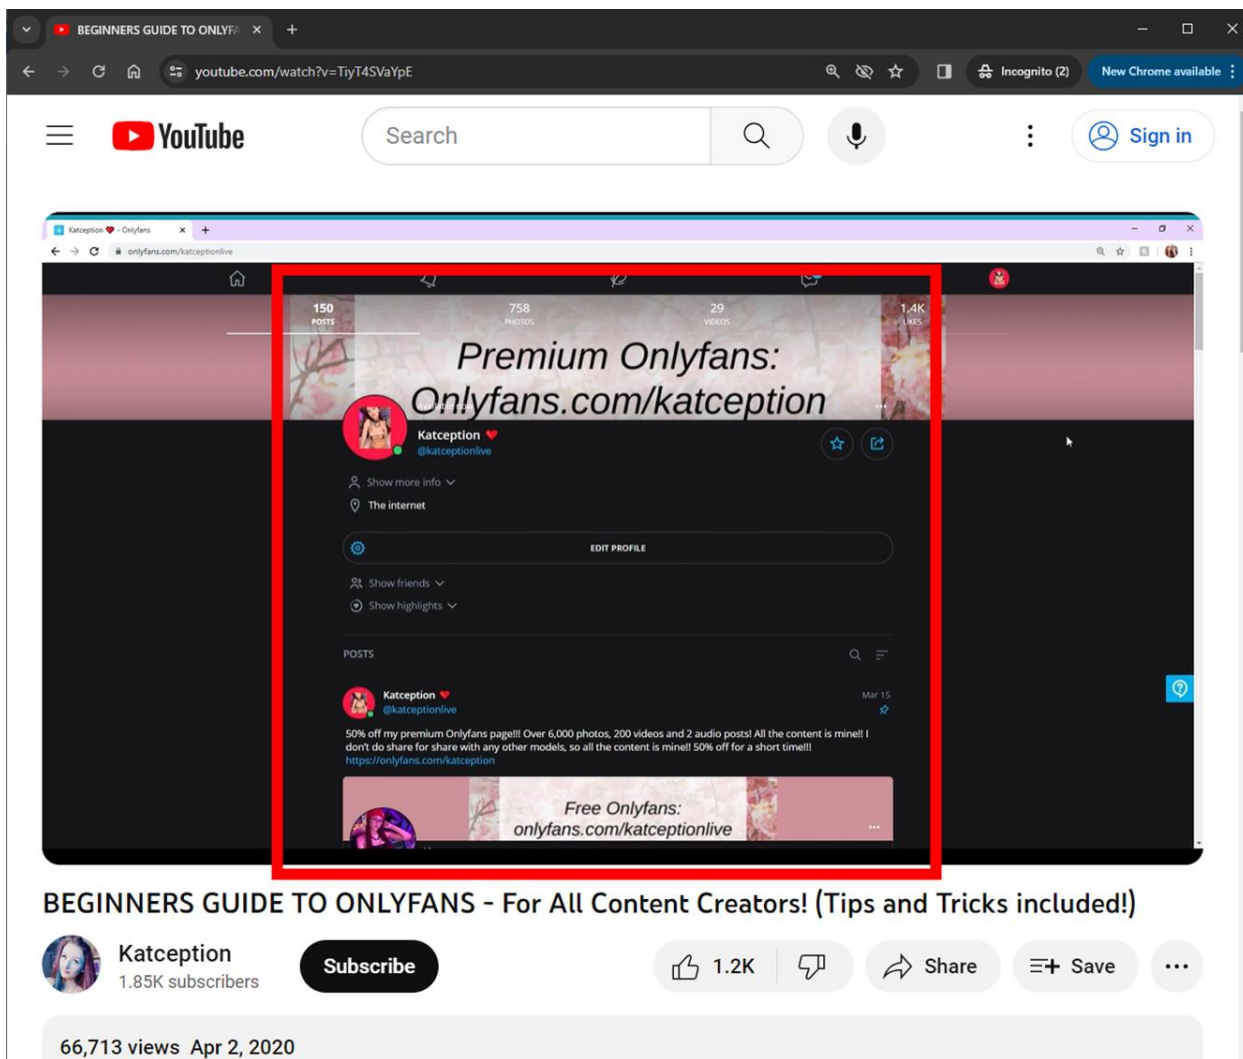 BEGINNERS GUIDE TO ONLYFA
youtube.com/watch?v=TiyT4SVaYpE
Incognito (2)
New Chrome available
YouTube
Search
Sign in
Katception ❤ - Onlyfans
onlyfans.com/katceptionlive
150 758 29 1.4K
POSTS PHOTOS VIDEOS LIKES
Premium Onlyfans:
Onlyfans.com/katception
Katception ❤
@katceptionlive
Show more info
The internet
EDIT PROFILE
Show friends
Show highlights
POSTS
Katception ❤ Mar 15
@katceptionlive
50% off my premium Onlyfans page!!! Over 6,000 photos, 200 videos and 2 audio posts! All the content is mine!! I
don't do share for share with any other models, so all the content is mine!! 50% off for a short time!!!
https://onlyfans.com/katception
Free Onlyfans:
onlyfans.com/katceptionlive
BEGINNERS GUIDE TO ONLYFANS - For All Content Creators! (Tips and Tricks included!)
Katception
1.85K subscribers
Subscribe
1.2K
Share
Save
66,713 views Apr 2, 2020